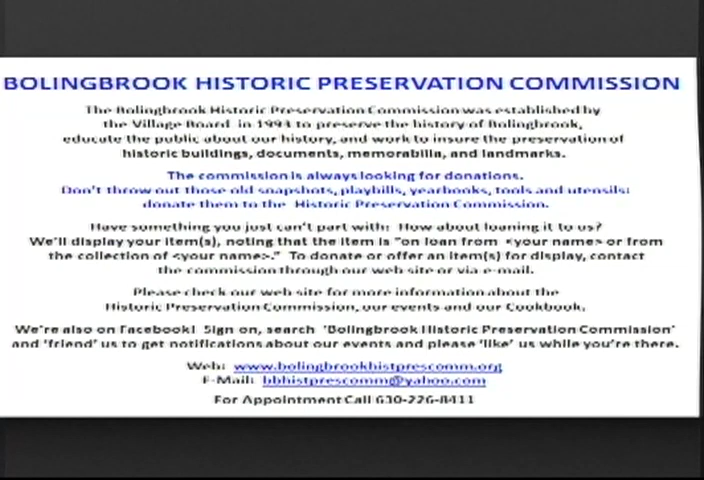 BOLINGBROOK HISTORIC PRESERVATION COMMISSION
The Bolingbrook Historic Preservation Commission was established by
the Village Board in 1993 to preserve the history of Bolingbrook,
educate the public about our history, and work to insure the preservation of
historic buildings, documents, memorabilia, and landmarks.
The commission is always looking for donations.
Don't throw out those old snapshots, playbills, yearbooks, tools and utensils;
donate them to the Historic Preservation Commission.
Have something you just can't part with: How about loaning it to us?
We'll display your item(s), noting that the item is "on loan from <your name> or from
the collection of <your name>." To donate or offer an item(s) for display, contact
the commission through our web site or via e-mail.
Please check our web site for more information about the
Historic Preservation Commission, our events and our Cookbook.
We're also on Facebook! Sign on, search 'Bolingbrook Historic Preservation Commission'
and 'friend' us to get notifications about our events and please 'like' us while you're there.
Web: www.bolingbrookhistprescomm.org
E-Mail: bbhistprescomm@yahoo.com
For Appointment Call 630-226-8411